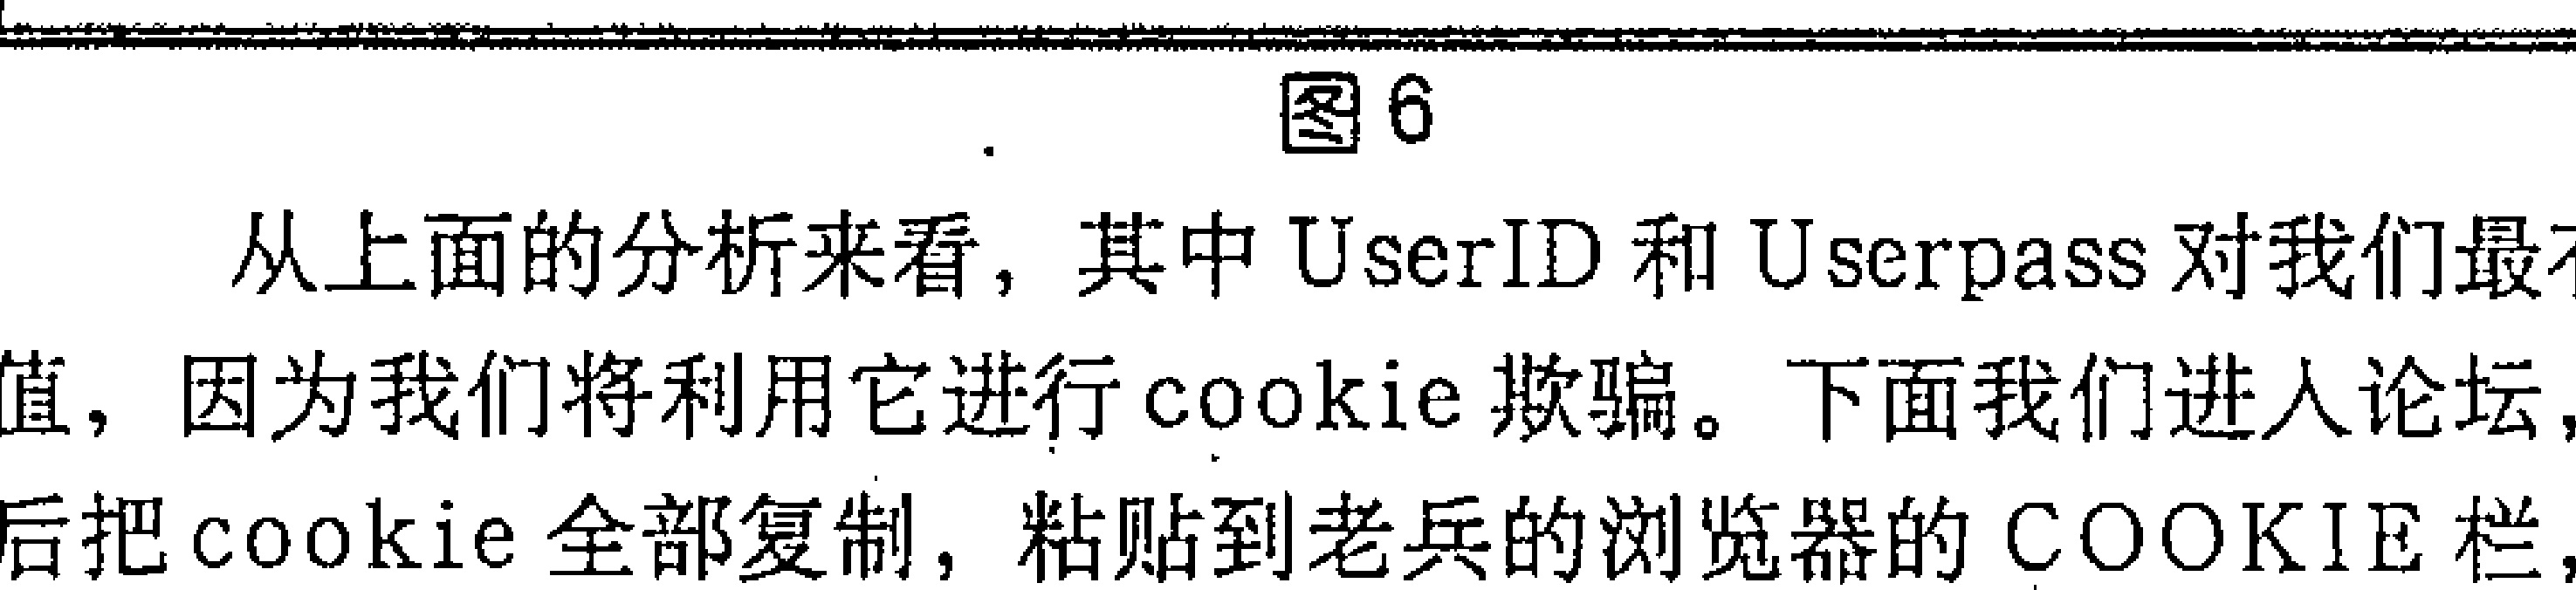 图6
从上面的分析来看，其中 UserID 和 Userpass 对我们最
值，因为我们将利用它进行 cookie 欺骗。下面我们进入论坛，
后把 cookie 全部复制，粘贴到老兵的浏览器的 COOKIE 栏，